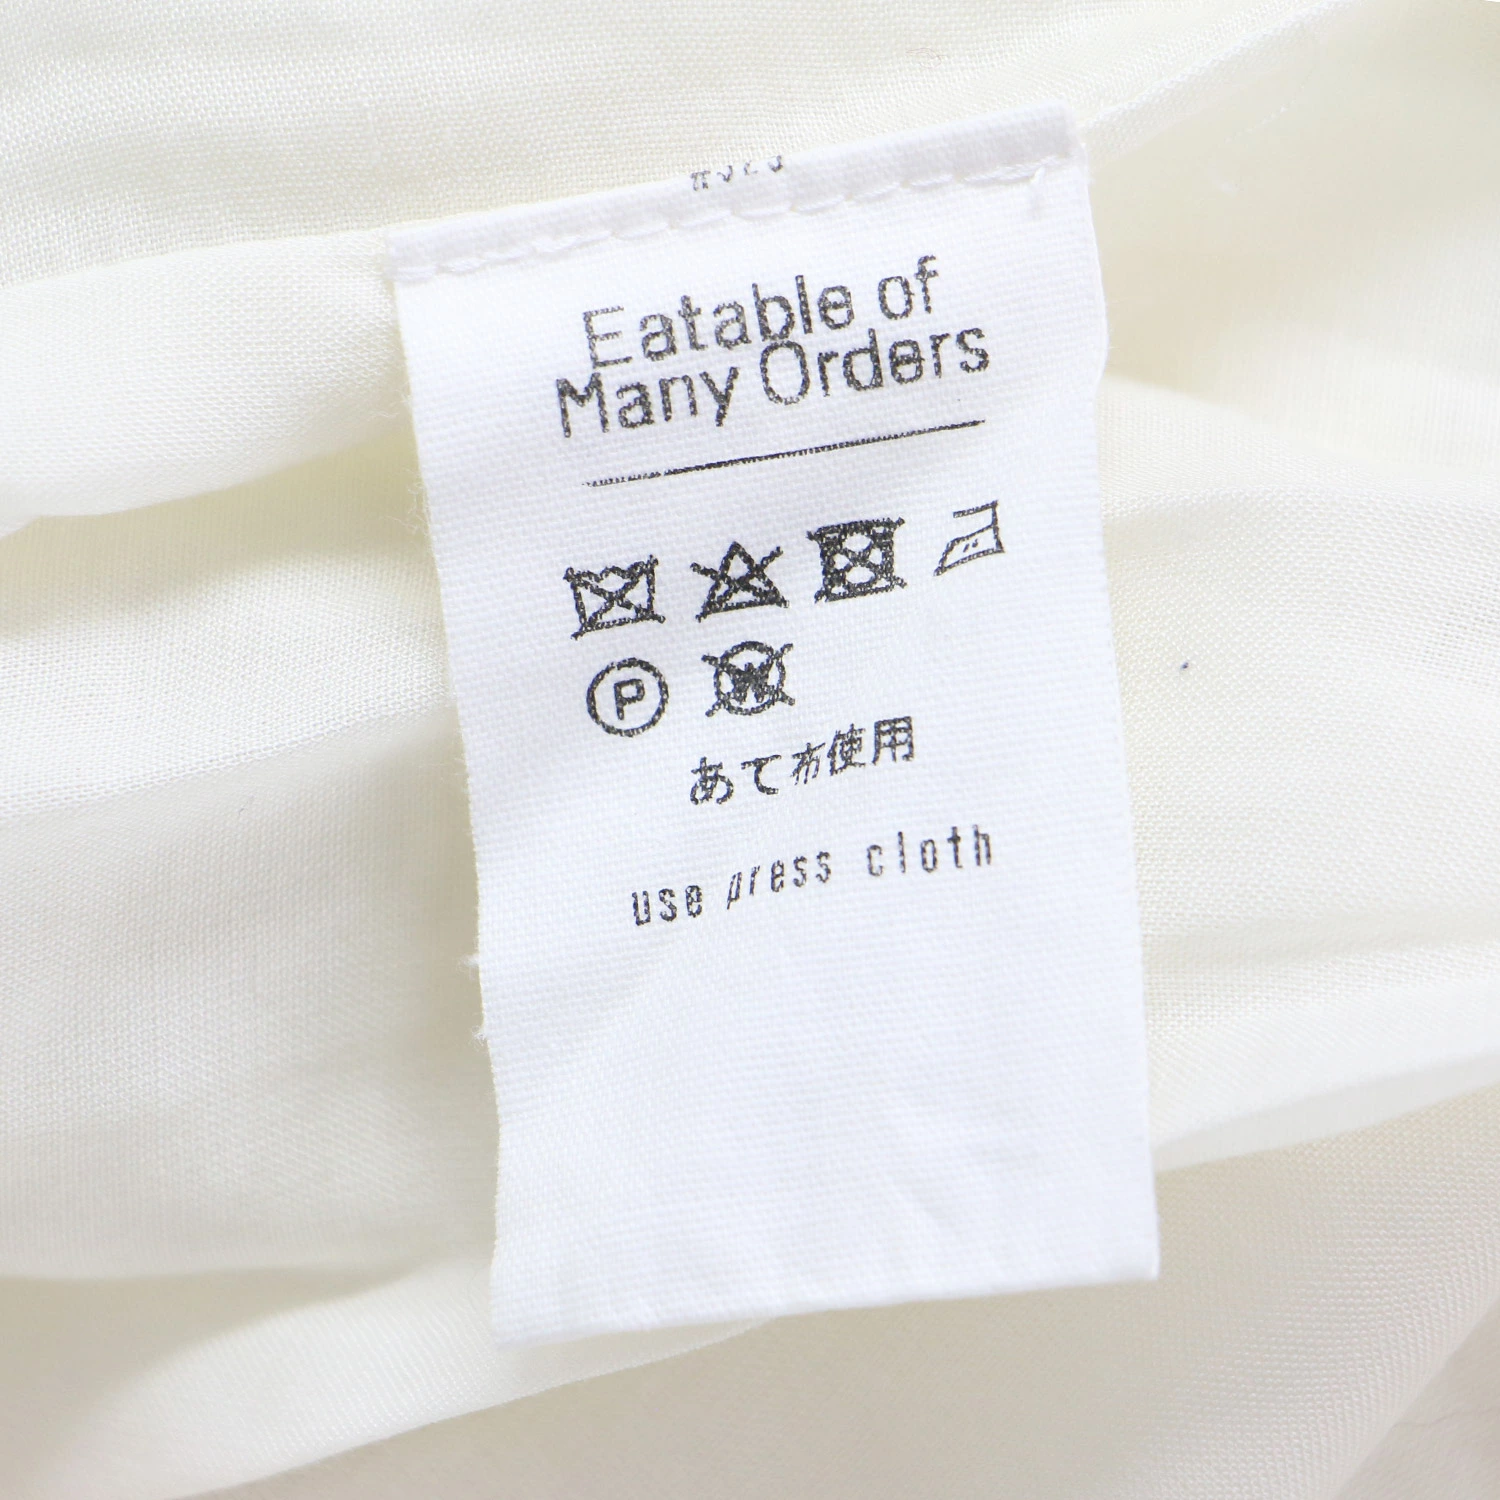 Eatable of
Many Orders
P W
あて布使用
use press cloth